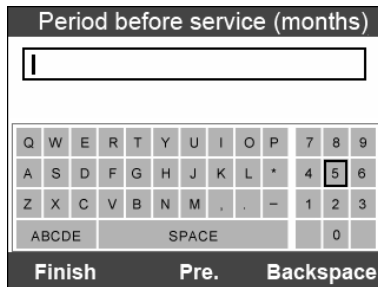 Period before service (months)
Q W E R T Y U I O P 7 8 9
A S D F G H J K L * 4 5 6
Z X C V B N M , . - 1 2 3
ABCDE SPACE 0
Finish Pre. Backspace